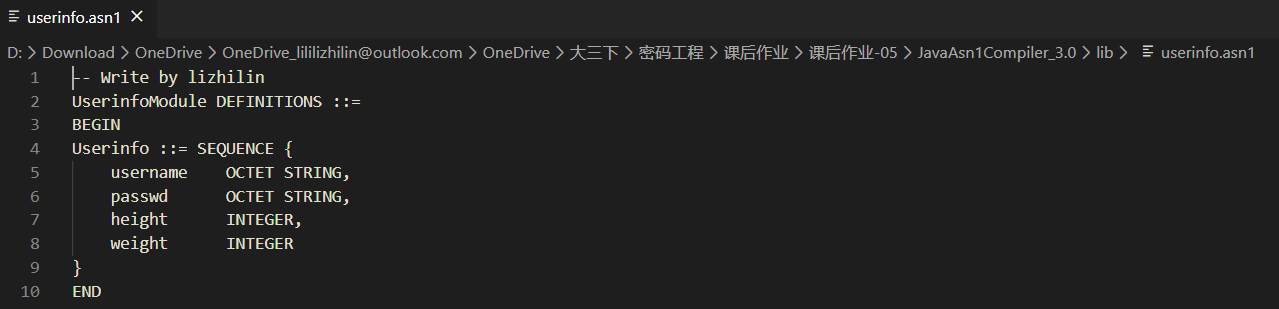 userinfo.asn1
D: > Download > OneDrive > OneDrive_lililizhilin@outlook.com > OneDrive > 大三下 > 密码工程 > 课后作业 > 课后作业-05 > JavaAsn1Compiler_3.0 > lib > userinfo.asn1
1 -- Write by lizhilin
2 UserinfoModule DEFINITIONS ::=
3 BEGIN
4 Userinfo ::= SEQUENCE {
5     username    OCTET STRING,
6     passwd      OCTET STRING,
7     height      INTEGER,
8     weight      INTEGER
9 }
10 END